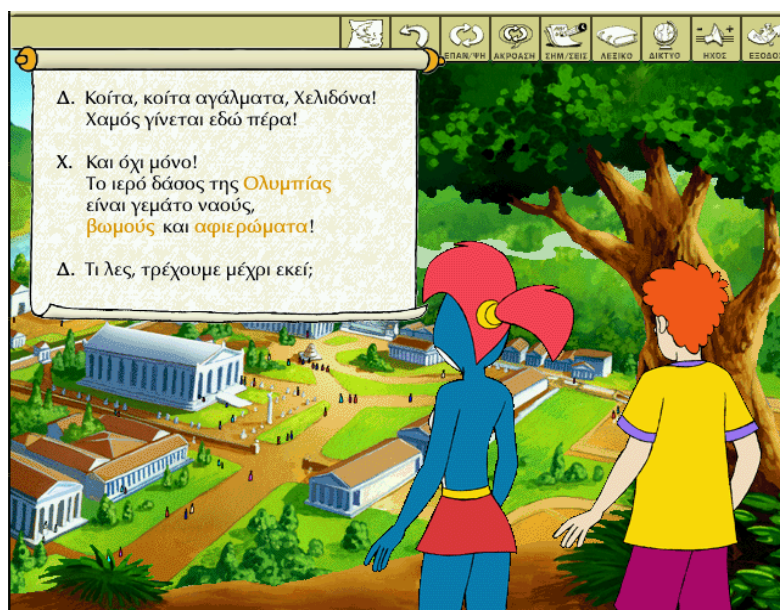 ΕΠΑΝ/ΨΗ ΑΚΡΟΑΣΗ ΣΗΜ/ΣΕΙΣ ΛΕΞΙΚΟ ΔΙΚΤΥΟ ΗΧΟΣ ΕΞΟΔΟΣ
Δ. Κοίτα, κοίτα αγάλματα, Χελιδόνα!
Χαμός γίνεται εδώ πέρα!
Χ. Και όχι μόνο!
Το ιερό δάσος της Ολυμπίας
είναι γεμάτο ναούς,
βωμούς και αφιερώματα!
Δ. Τι λες, τρέχουμε μέχρι εκεί;